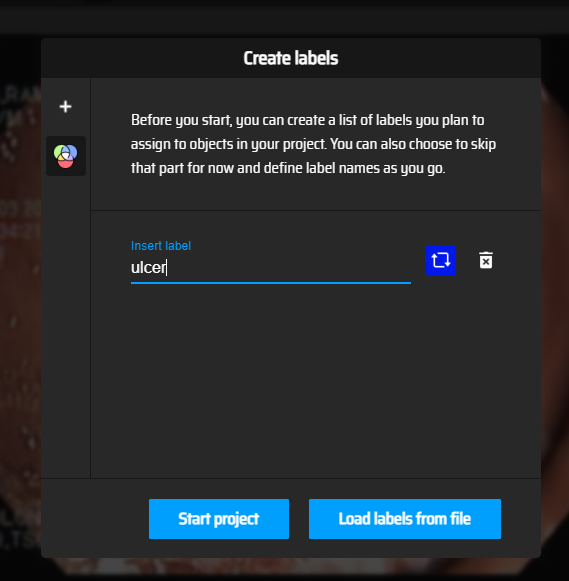 Create labels
Before you start, you can create a list of labels you plan to
assign to objects in your project. You can also choose to skip
that part for now and define label names as you go.
Insert label
ulcer
Start project
Load labels from file